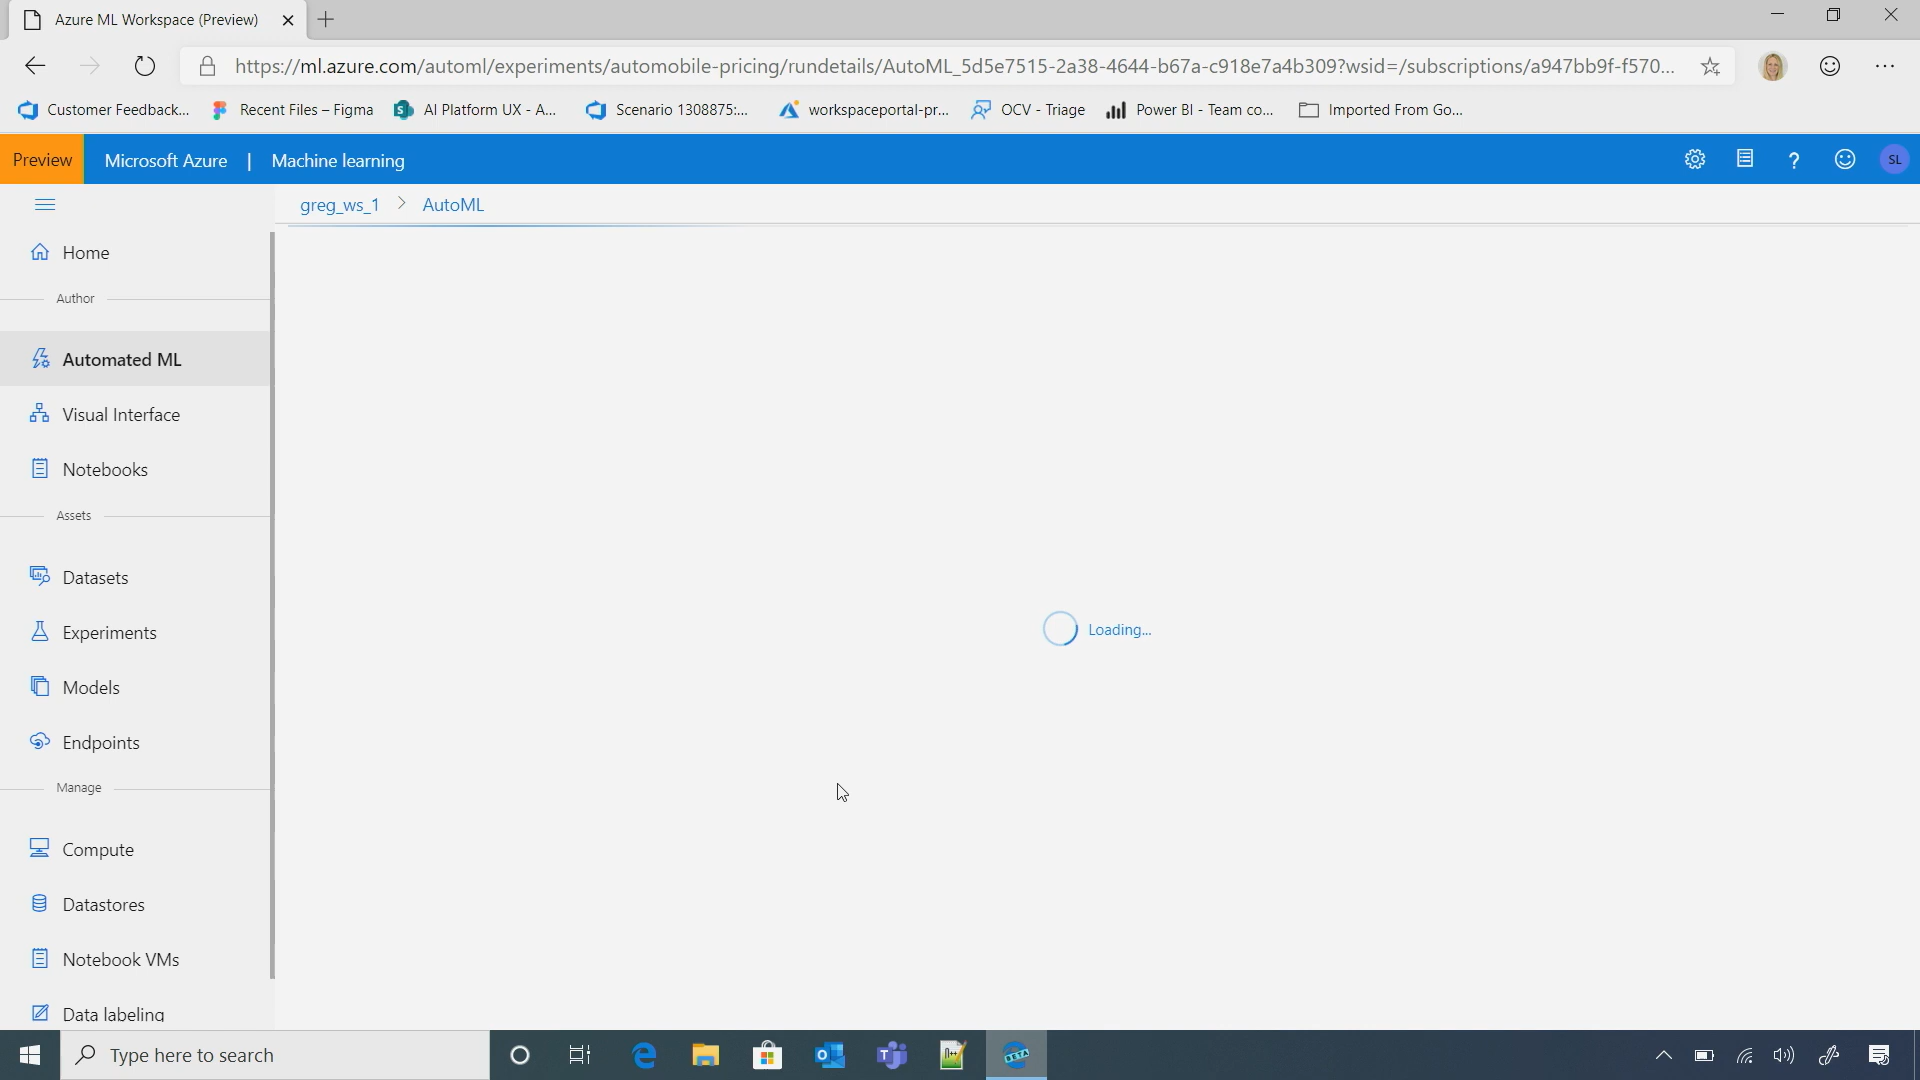 Azure ML Workspace (Preview)
https://ml.azure.com/automl/experiments/automobile-pricing/rundetails/AutoML_5d5e7515-2a38-4644-b67a-c918e7a4b309?wsid=/subscriptions/a947bb9f-f570...
Customer Feedback... Recent Files – Figma AI Platform UX - A... Scenario 1308875:... workspaceportal-pr... OCV - Triage Power BI - Team co... Imported From Go...
Preview Microsoft Azure | Machine learning SL
greg_ws_1 > AutoML
Home
Author
Automated ML
Visual Interface
Notebooks
Assets
Datasets
Experiments
Loading...
Models
Endpoints
Manage
Compute
Datastores
Notebook VMs
Data labeling
Type here to search
BETA